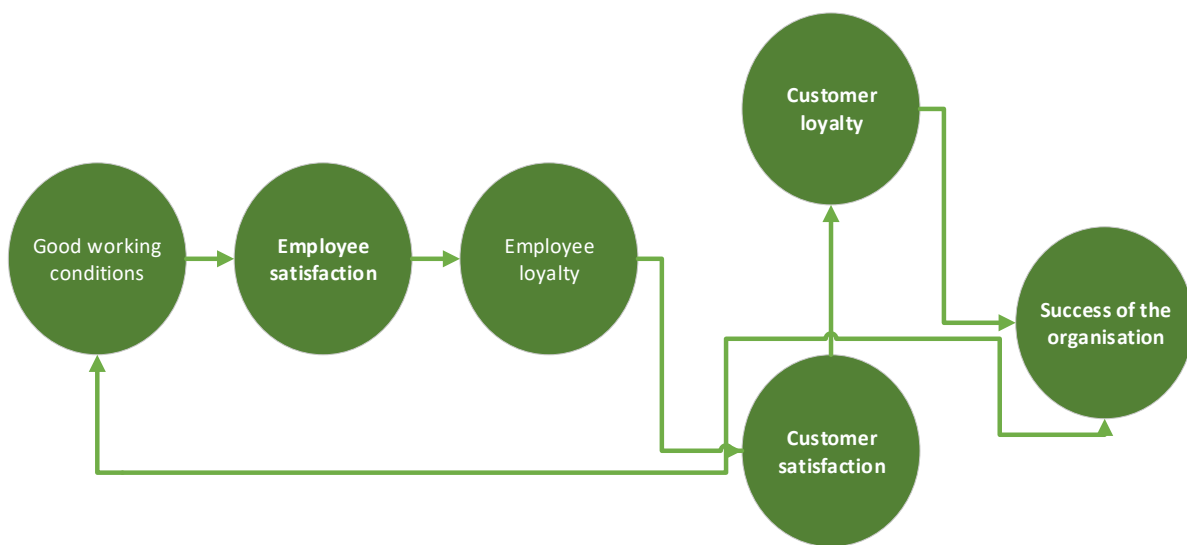 Good working
conditions
Employee
satisfaction
Employee
loyalty
Customer
loyalty
Customer
satisfaction
Success of the
organisation